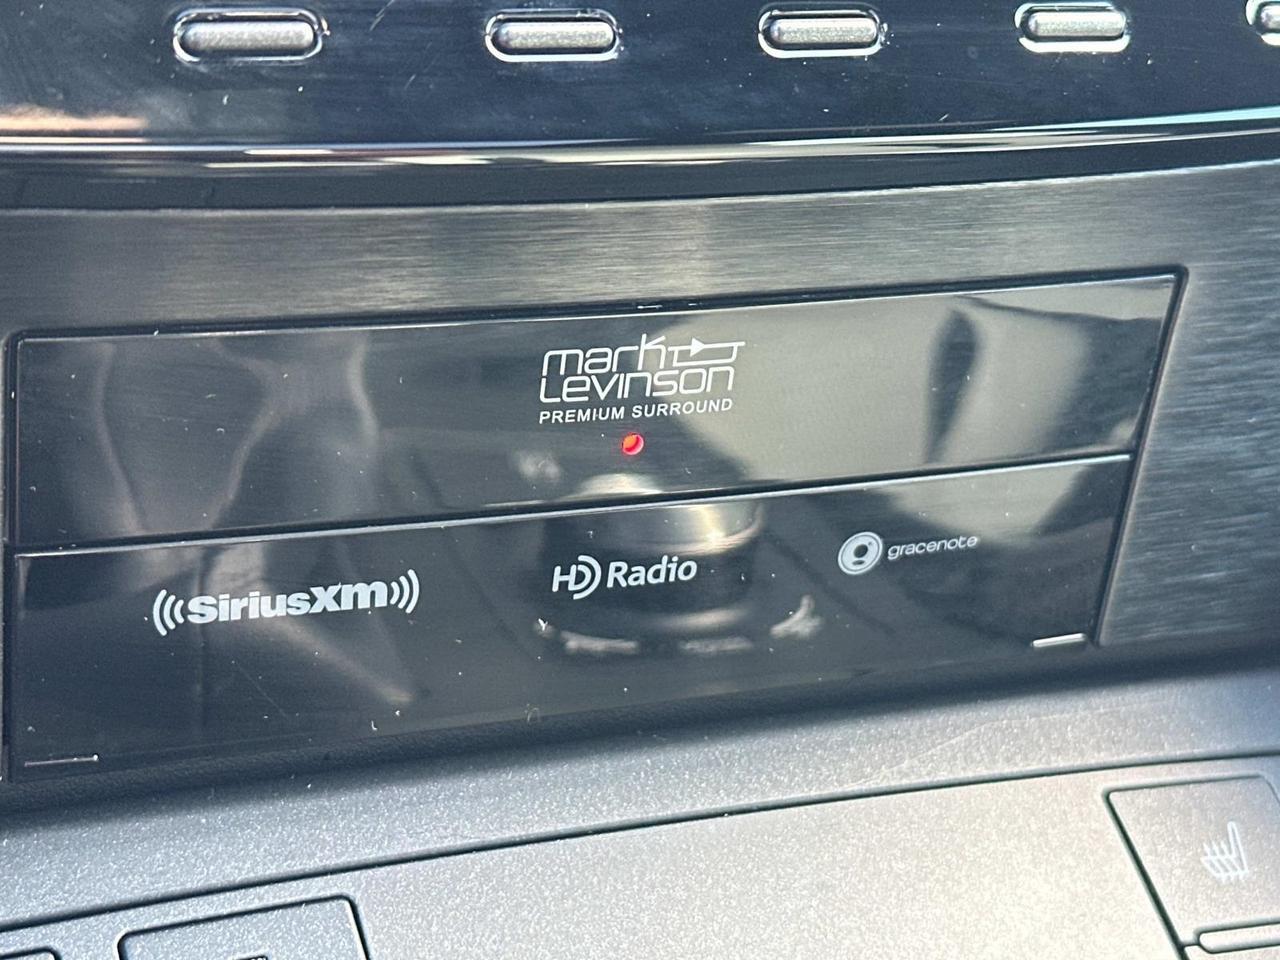 mark
Levinson
PREMIUM SURROUND
SiriusXM
HD Radio
gracenote